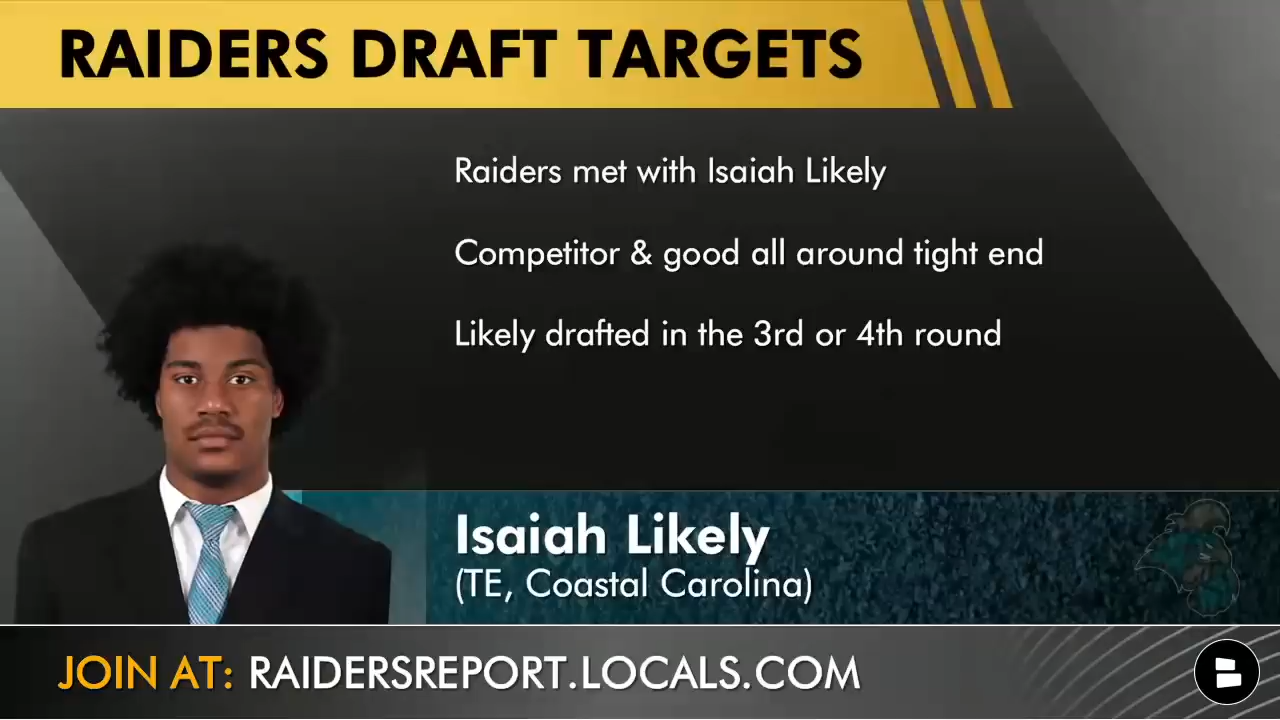 RAIDERS DRAFT TARGETS
Raiders met with Isaiah Likely
Competitor & good all around tight end
Likely drafted in the 3rd or 4th round
Isaiah Likely
(TE, Coastal Carolina)
JOIN AT: RAIDERSREPORT.LOCALS.COM